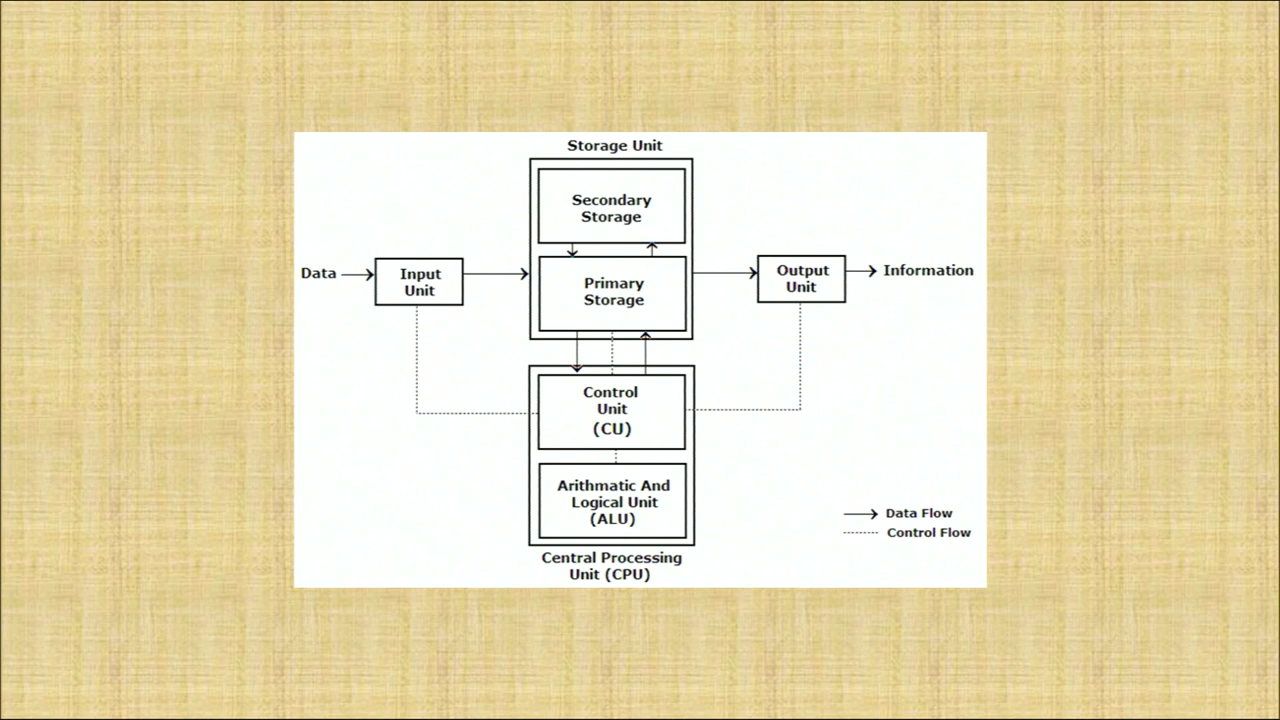 Storage Unit
Secondary
Storage
Data
Input
Unit
Primary
Storage
Output
Unit
Information
Control
Unit
(CU)
Arithmatic And
Logical Unit
(ALU)
Central Processing
Unit (CPU)
Data Flow
Control Flow